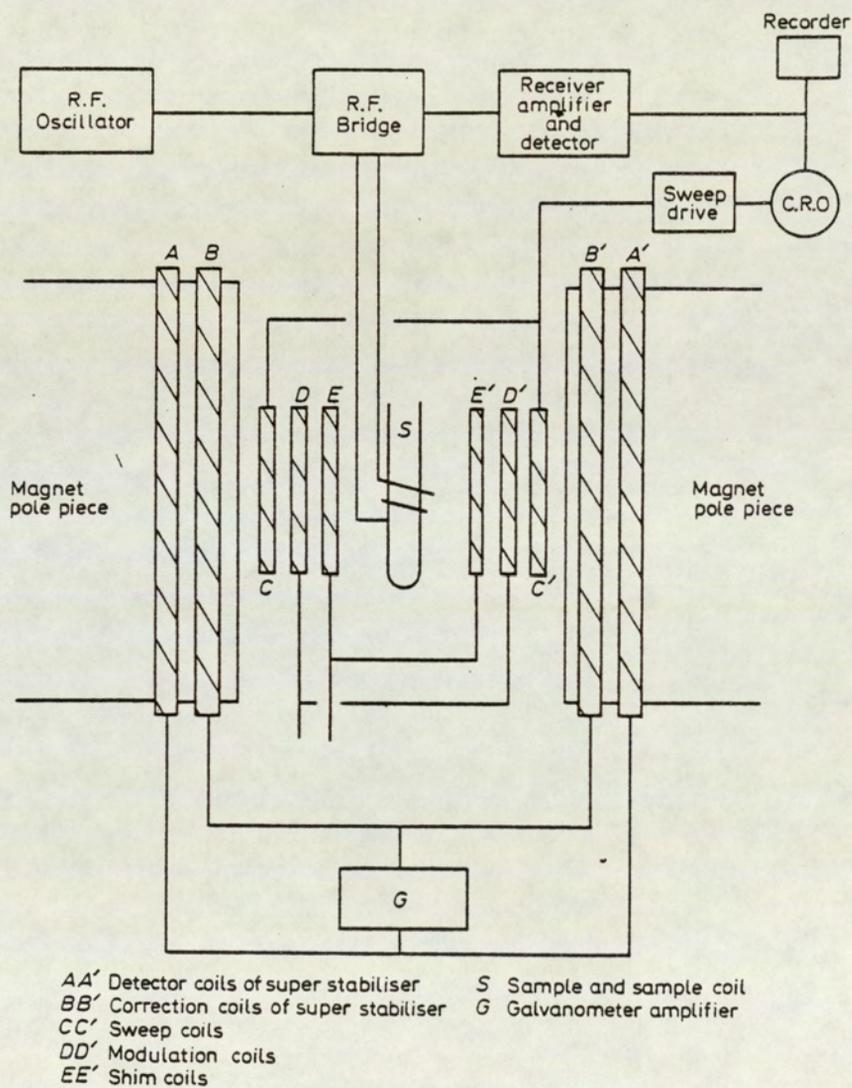 Recorder
R.F.
Oscillator
R.F.
Bridge
Receiver
amplifier
and
detector
Sweep
drive
C.R.O
A
B
B'
A'
D
E
S
E'
D'
Magnet
pole piece
Magnet
pole piece
C
C'
G
AA' Detector coils of super stabiliser
BB' Correction coils of super stabiliser
CC' Sweep coils
DD' Modulation coils
EE' Shim coils
S Sample and sample coil
G Galvanometer amplifier